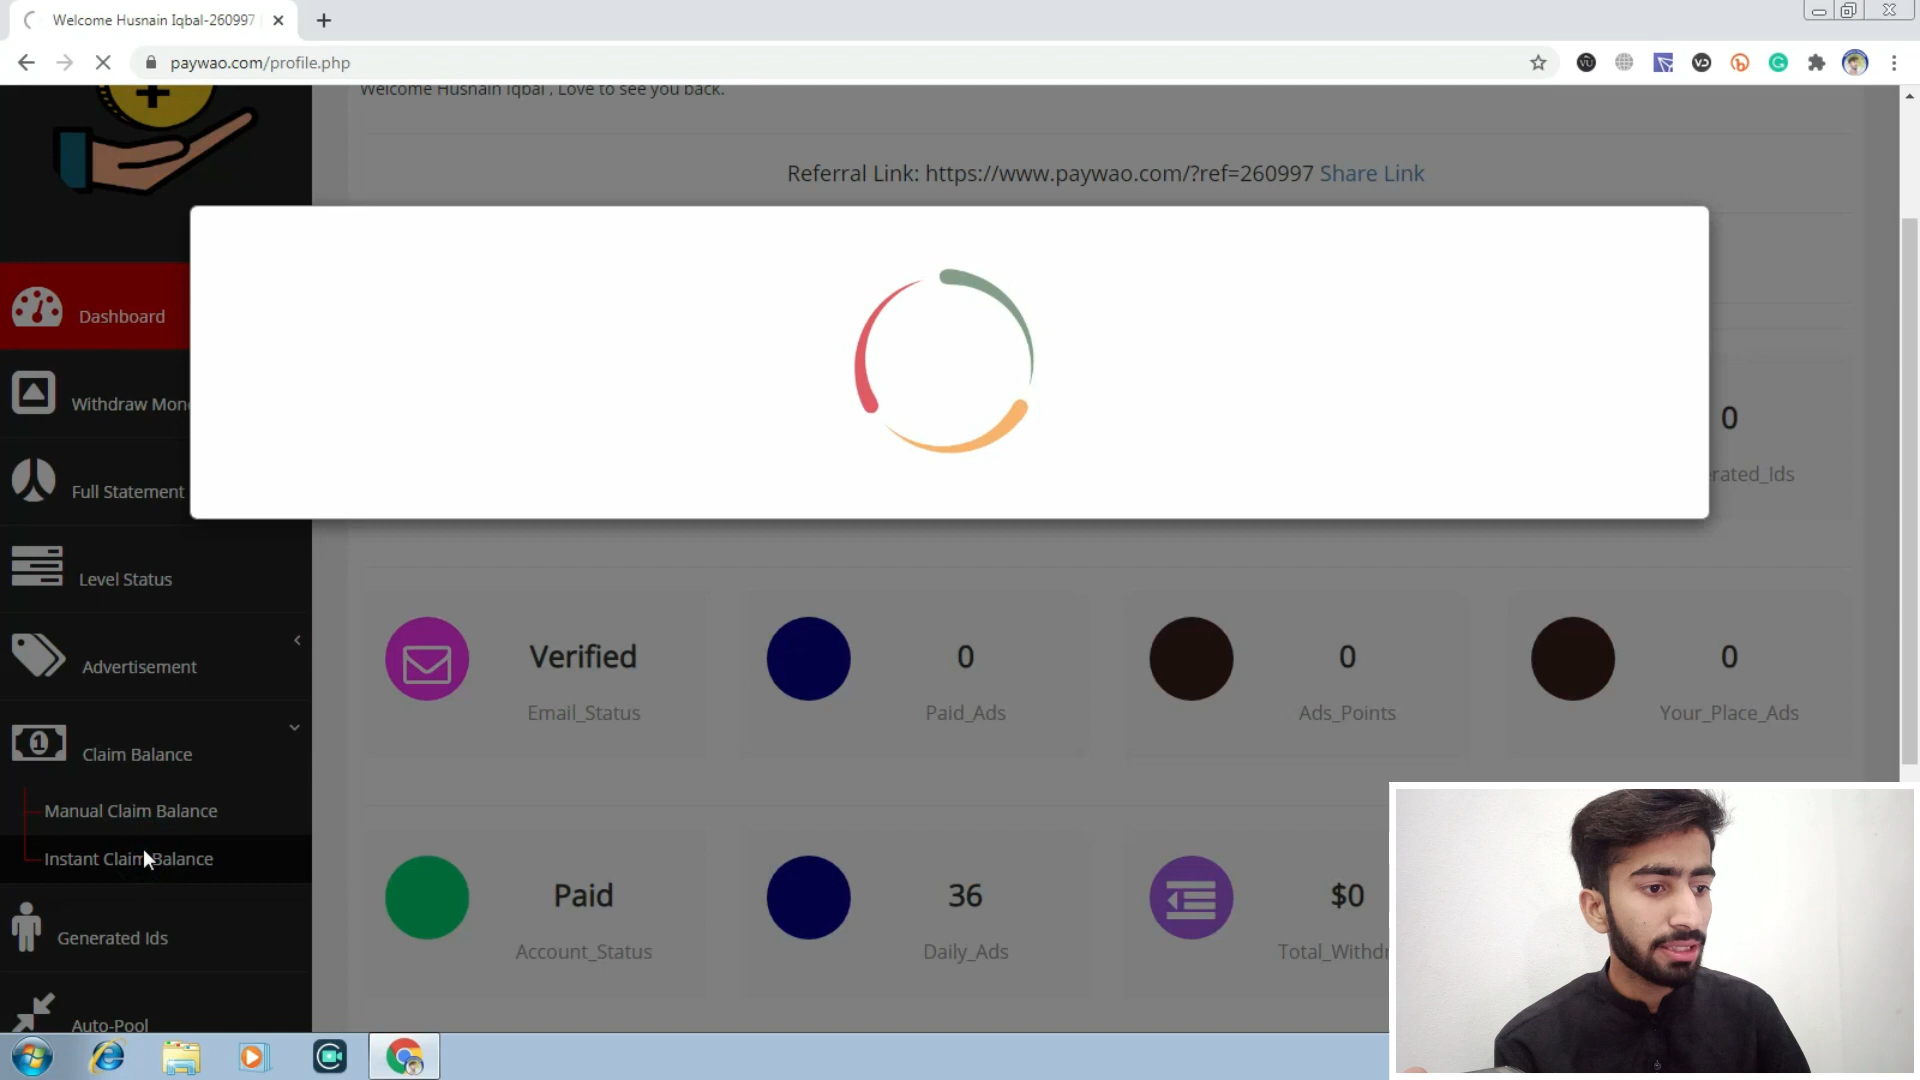 Welcome Husnain Iqbal-260997
paywao.com/profile.php
Welcome Husnain Iqbal , Love to see you back.
Referral Link: https://www.paywao.com/?ref=260997 Share Link
Dashboard
Withdraw Mon
Full Statement
Level Status
Advertisement
Claim Balance
Manual Claim Balance
Instant Claim Balance
Generated Ids
Auto-Pool
0
rated_Ids
Verified
Email_Status
0
Paid_Ads
0
Ads_Points
0
Your_Place_Ads
Paid
Account_Status
36
Daily_Ads
$0
Total_Withdr